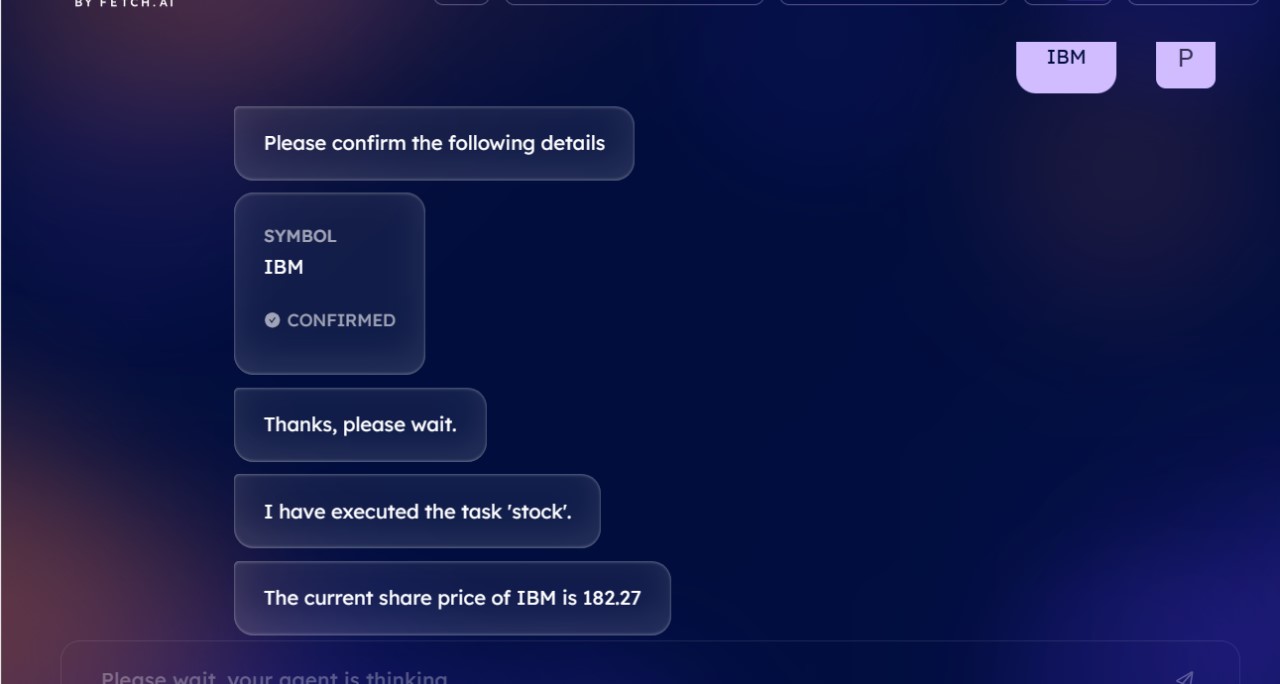 BY FETCH.AI
IBM
P
Please confirm the following details
SYMBOL
IBM
CONFIRMED
Thanks, please wait.
I have executed the task 'stock'.
The current share price of IBM is 182.27
Please wait, your agent is thinking